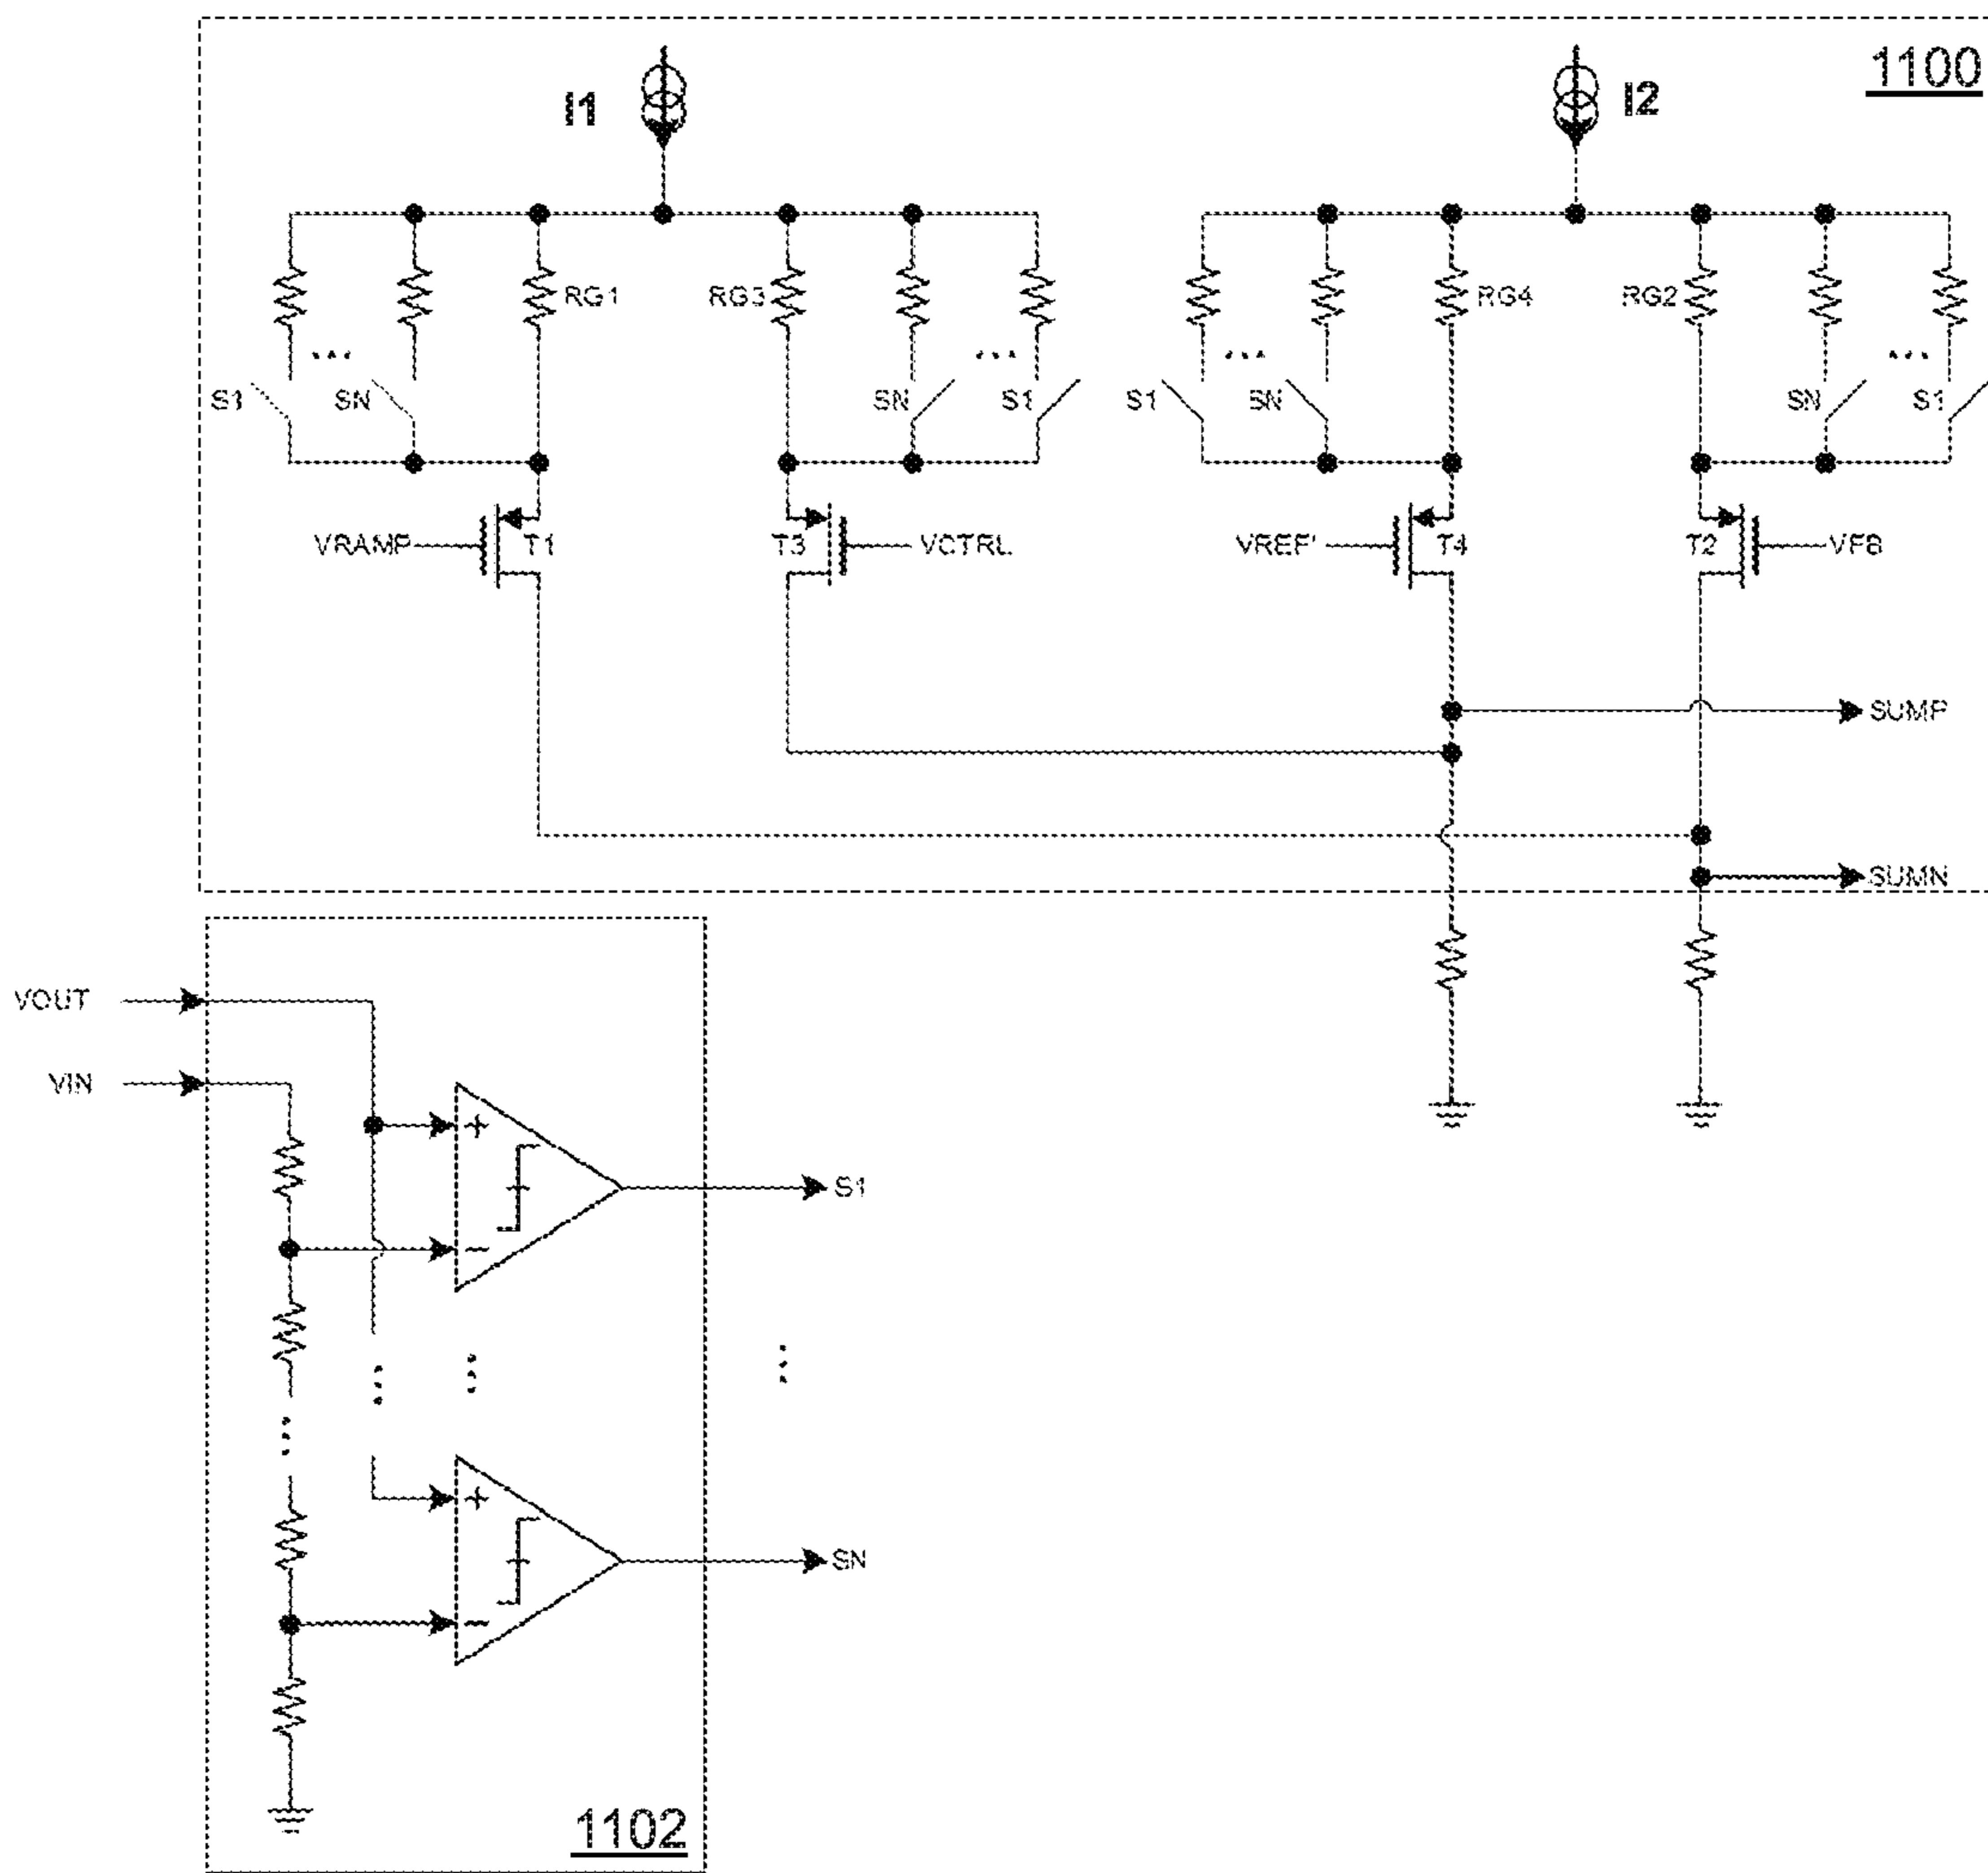 1100
I1
I2
RG1
RG3
RG4
RG2
S1
SN
SN
S1
S1
SN
SN
S1
VRAMP
T1
T3
VCTRL
VREF'
T4
T2
VFB
SUMP
SUMN
VOUT
VIN
+
−
S1
+
−
SN
1102